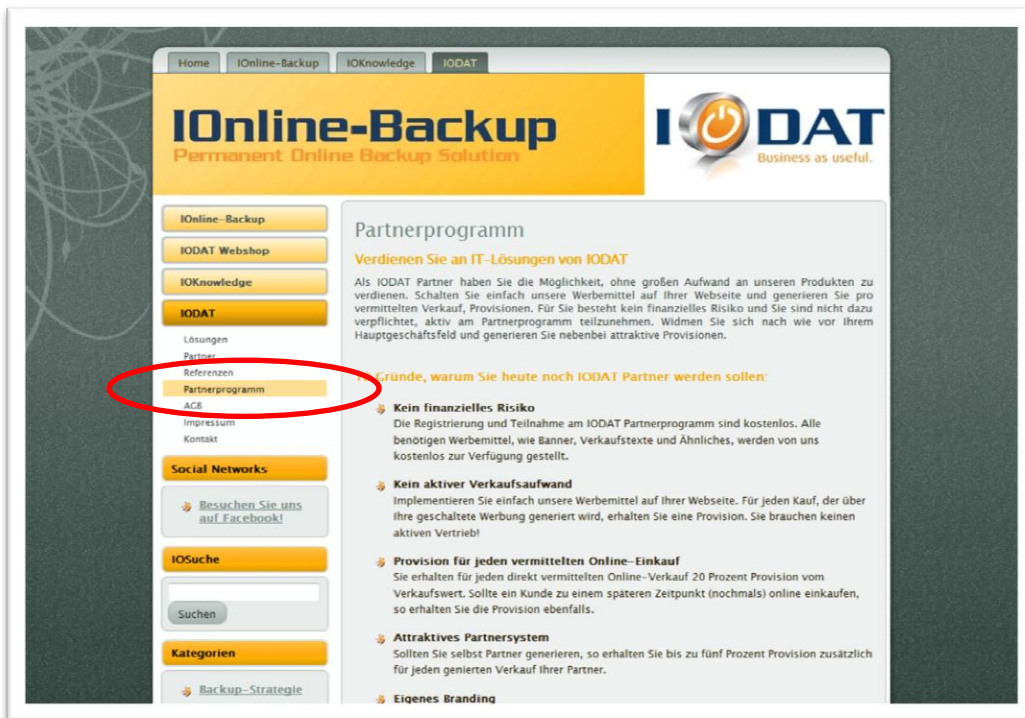 Home IOnline-Backup IOKnowledge IODAT
IOnline-Backup
Permanent Online Backup Solution
IODAT
Business as useful.
IOnline-Backup
IODAT Webshop
IOKnowledge
IODAT
Lösungen
Partner
Referenzen
Partnerprogramm
AGB
Impressum
Kontakt
Social Networks
Besuchen Sie uns
auf Facebook!
IOSuche
Suchen
Kategorien
Backup-Strategie
Partnerprogramm
Verdienen Sie an IT-Lösungen von IODAT
Als IODAT Partner haben Sie die Möglichkeit, ohne großen Aufwand an unseren Produkten zu
verdienen. Schalten Sie einfach unsere Werbemittel auf Ihrer Webseite und generieren Sie pro
vermittelten Verkauf, Provisionen. Für Sie besteht kein finanzielles Risiko und Sie sind nicht dazu
verpflichtet, aktiv am Partnerprogramm teilzunehmen. Widmen Sie sich nach wie vor Ihrem
Hauptgeschäftsfeld und generieren Sie nebenbei attraktive Provisionen.
Gründe, warum Sie heute noch IODAT Partner werden sollen:
Kein finanzielles Risiko
Die Registrierung und Teilnahme am IODAT Partnerprogramm sind kostenlos. Alle
benötigen Werbemittel, wie Banner, Verkaufstexte und Ähnliches, werden von uns
kostenlos zur Verfügung gestellt.
Kein aktiver Verkaufsaufwand
Implementieren Sie einfach unsere Werbemittel auf Ihrer Webseite. Für jeden Kauf, der über
Ihre geschaltete Werbung generiert wird, erhalten Sie eine Provision. Sie brauchen keinen
aktiven Vertrieb!
Provision für jeden vermittelten Online-Einkauf
Sie erhalten für jeden direkt vermittelten Online-Verkauf 20 Prozent Provision vom
Verkaufswert. Sollte ein Kunde zu einem späteren Zeitpunkt (nochmals) online einkaufen,
so erhalten Sie die Provision ebenfalls.
Attraktives Partnersystem
Sollten Sie selbst Partner generieren, so erhalten Sie bis zu fünf Prozent Provision zusätzlich
für jeden genierten Verkauf Ihrer Partner.
Eigenes Branding